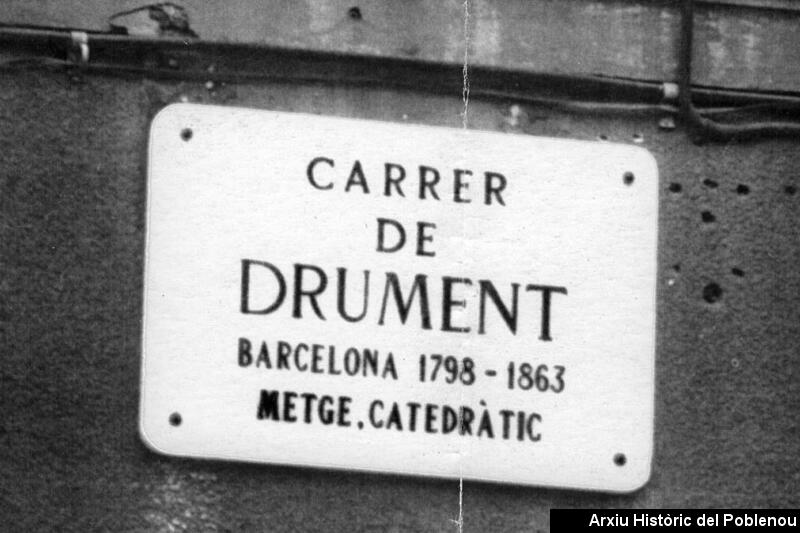 CARRER
DE
DRUMENT
BARCELONA 1798 - 1863
METGE, CATEDRÀTIC
Arxiu Històric del Poblenou